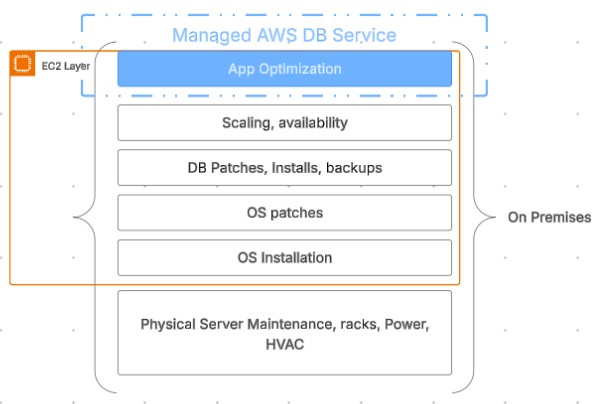 Managed AWS DB Service
EC2 Layer
App Optimization
Scaling, availability
DB Patches, Installs, backups
OS patches
On Premises
OS Installation
Physical Server Maintenance, racks, Power,
HVAC